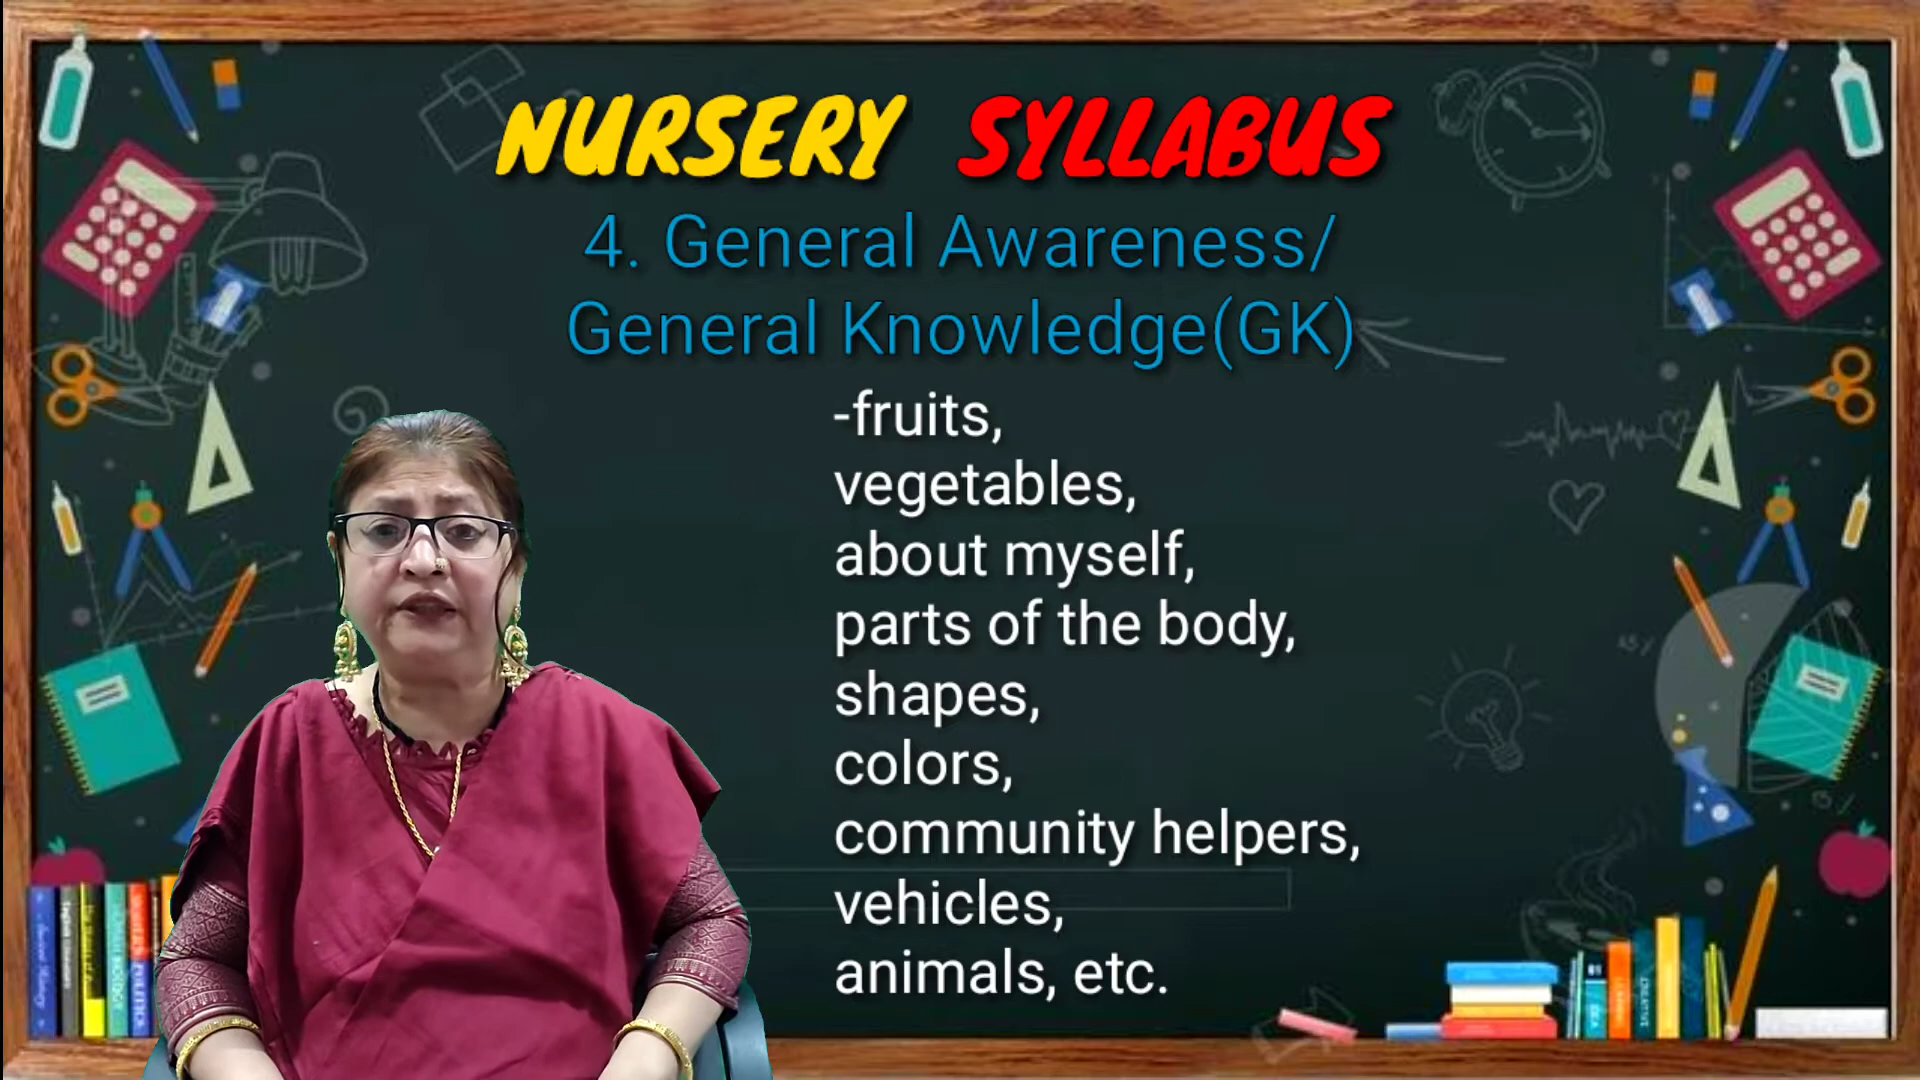 NURSERY SYLLABUS
4. General Awareness/
General Knowledge(GK)
-fruits,
vegetables,
about myself,
parts of the body,
shapes,
colors,
community helpers,
vehicles,
animals, etc.